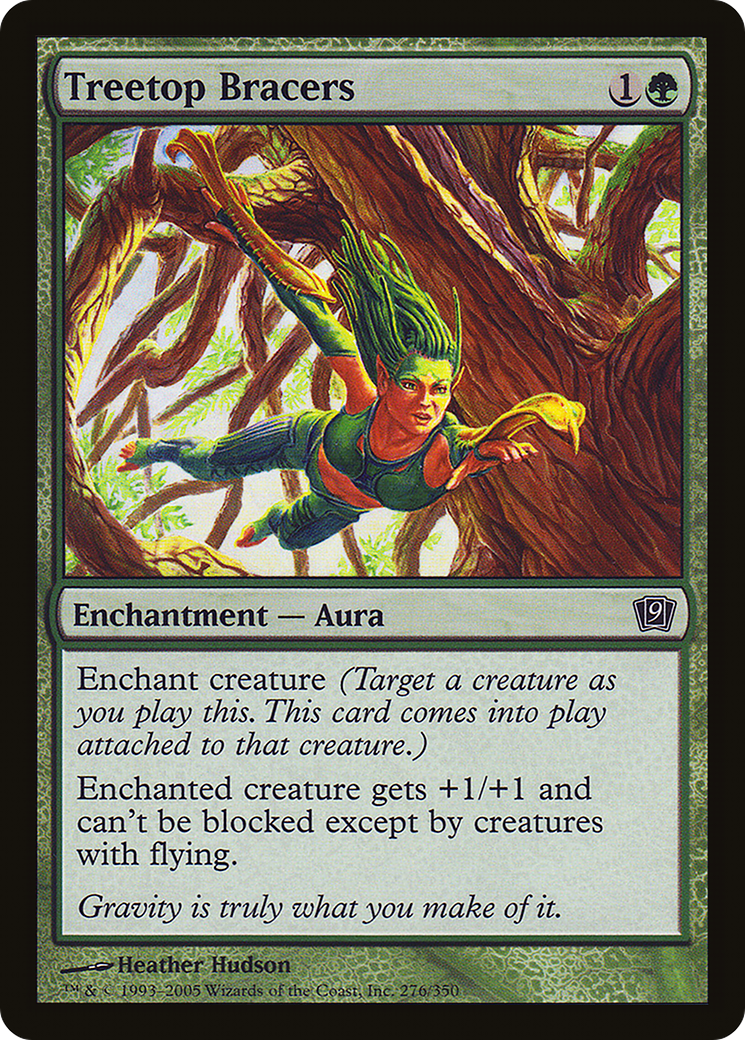 Treetop Bracers 1
Enchantment — Aura 9
Enchant creature (Target a creature as
you play this. This card comes into play
attached to that creature.)
Enchanted creature gets +1/+1 and
can't be blocked except by creatures
with flying.
Gravity is truly what you make of it.
Heather Hudson
™ & © 1993–2005 Wizards of the Coast, Inc. 276/350